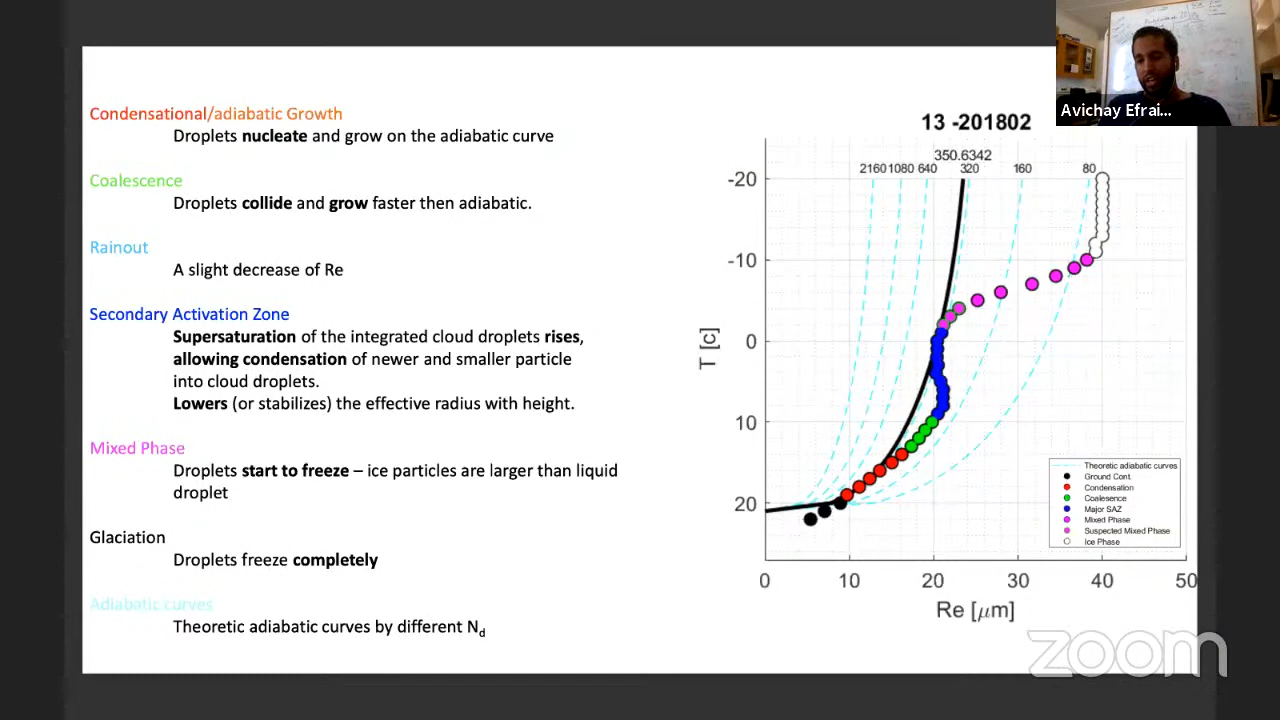 Condensational/adiabatic Growth
Droplets nucleate and grow on the adiabatic curve
Coalescence
Droplets collide and grow faster then adiabatic.
Rainout
A slight decrease of Re
Secondary Activation Zone
Supersaturation of the integrated cloud droplets rises,
allowing condensation of newer and smaller particle
into cloud droplets.
Lowers (or stabilizes) the effective radius with height.
Mixed Phase
Droplets start to freeze – ice particles are larger than liquid
droplet
Glaciation
Droplets freeze completely
Adiabatic curves
Theoretic adiabatic curves by different Nd
Avichay Efrai...
13 -201802
350.6342
2160 1080 640 320 160 80
-20
-10
0
10
20
T [c]
0 10 20 30 40 50
Re [μm]
Theoretic adiabatic curves
Ground Cont
Condensation
Coalesence
Major SAZ
Mixed Phase
Suspected Mixed Phase
Ice Phase
zoom